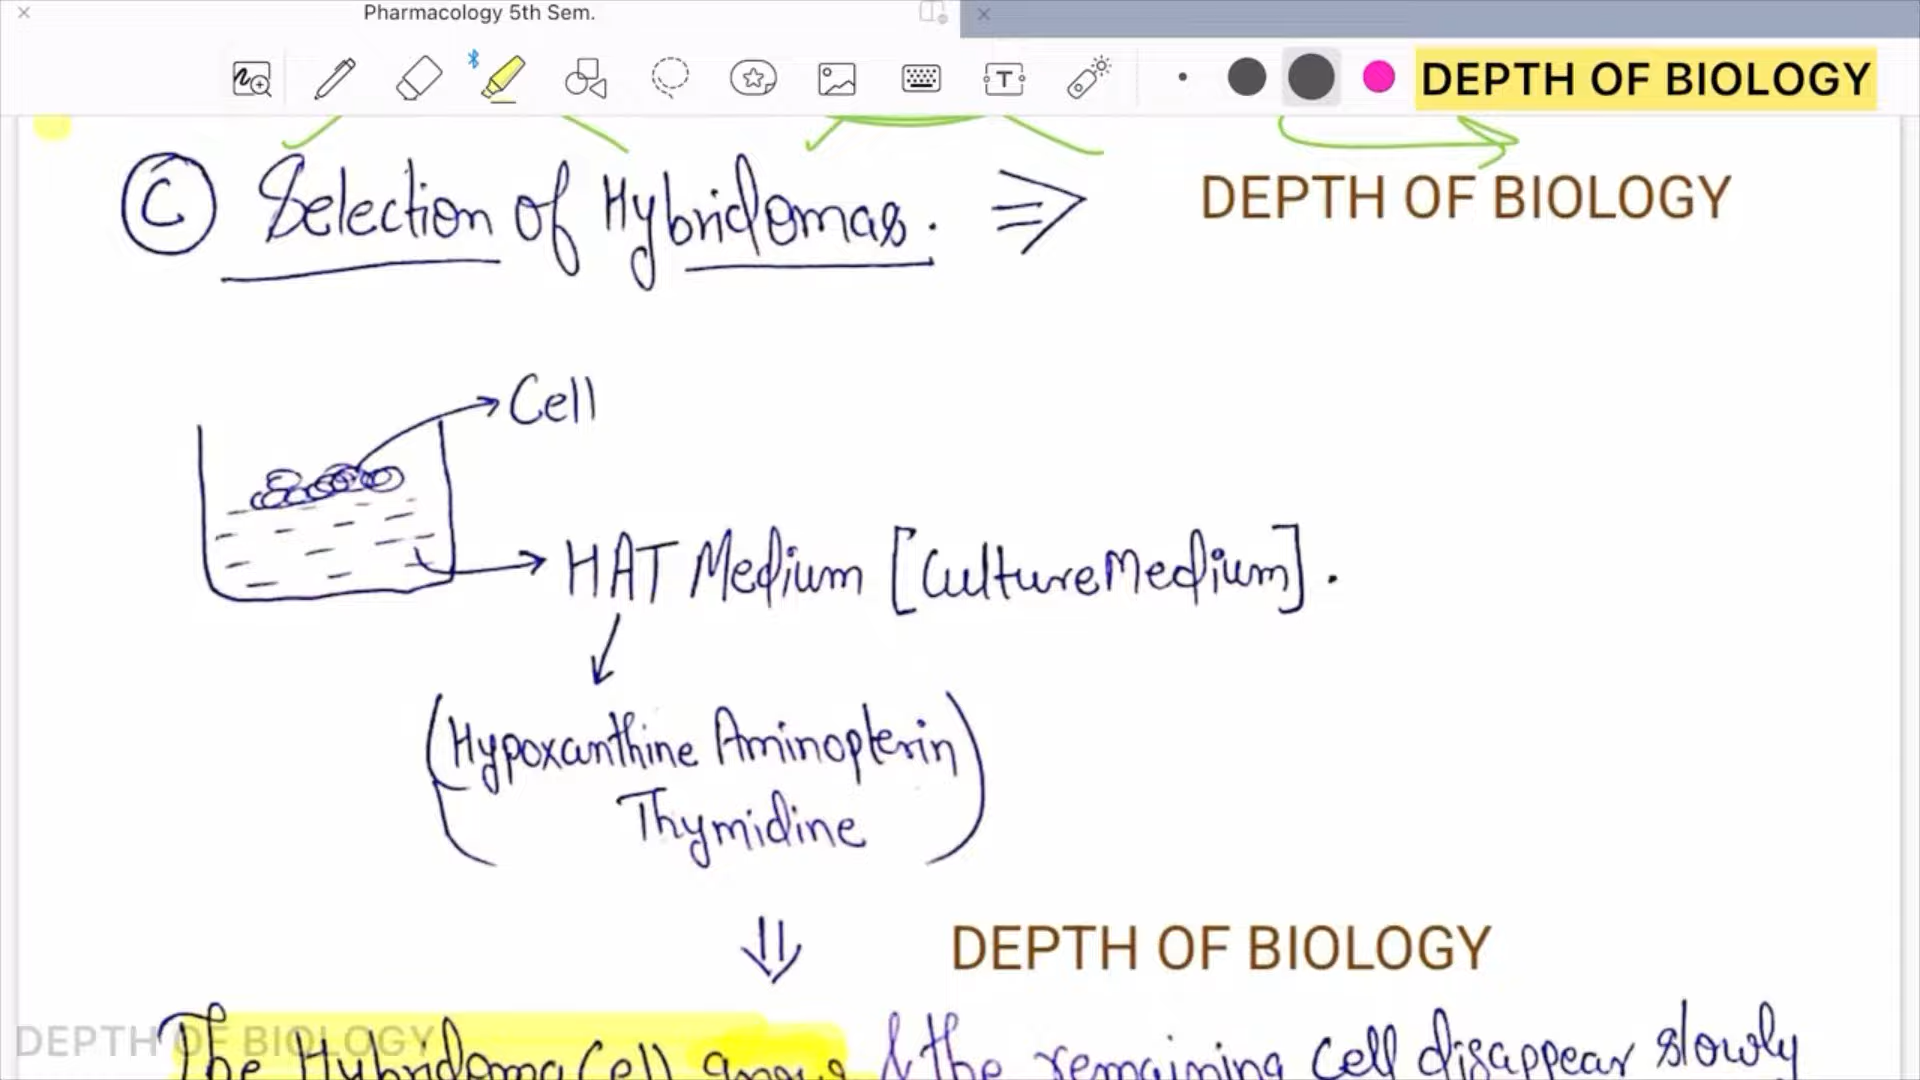 Pharmacology 5th Sem.
DEPTH OF BIOLOGY
C Selection of Hybridomas. ⇒
DEPTH OF BIOLOGY
Cell
HAT Medium [Culture Medium].
(Hypoxanthine Aminopterin
Thymidine)
DEPTH OF BIOLOGY
DEPTH OF BIOLOGY
The Hybridoma Cell grows & the remaining cell disappear slowly